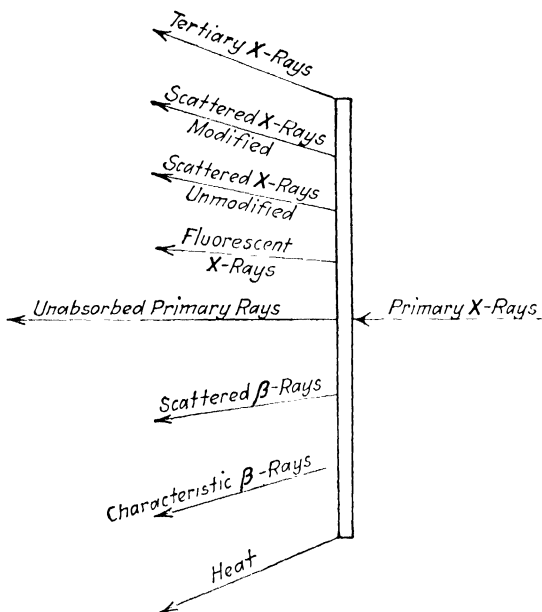 Tertiary X-Rays
Scattered X-Rays
Modified
Scattered X-Rays
Unmodified
Fluorescent
X-Rays
Unabsorbed Primary Rays
Primary X-Rays
Scattered β-Rays
Characteristic β-Rays
Heat